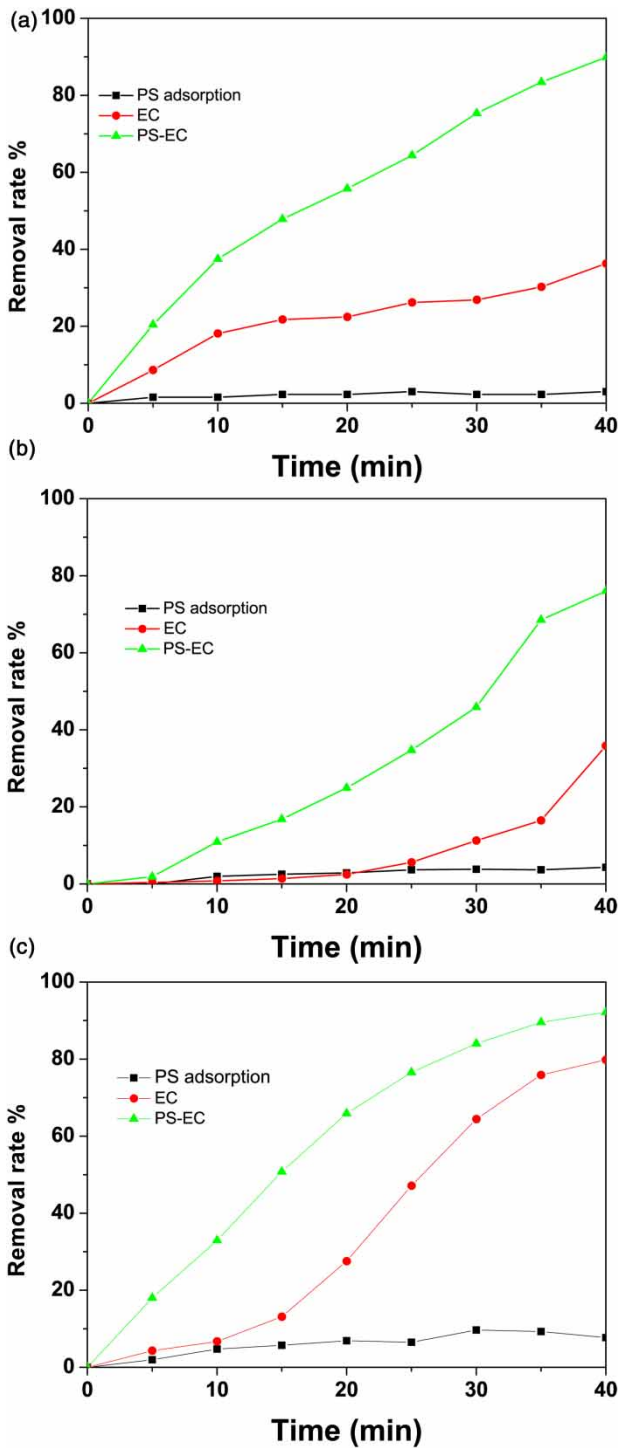 (a)
100
80
60
40
20
0
Removal rate %
PS adsorption
EC
PS-EC
0 10 20 30 40
Time (min)
(b)
100
80
60
40
20
0
Removal rate %
PS adsorption
EC
PS-EC
0 10 20 30 40
Time (min)
(c)
100
80
60
40
20
0
Removal rate %
PS adsorption
EC
PS-EC
0 10 20 30 40
Time (min)